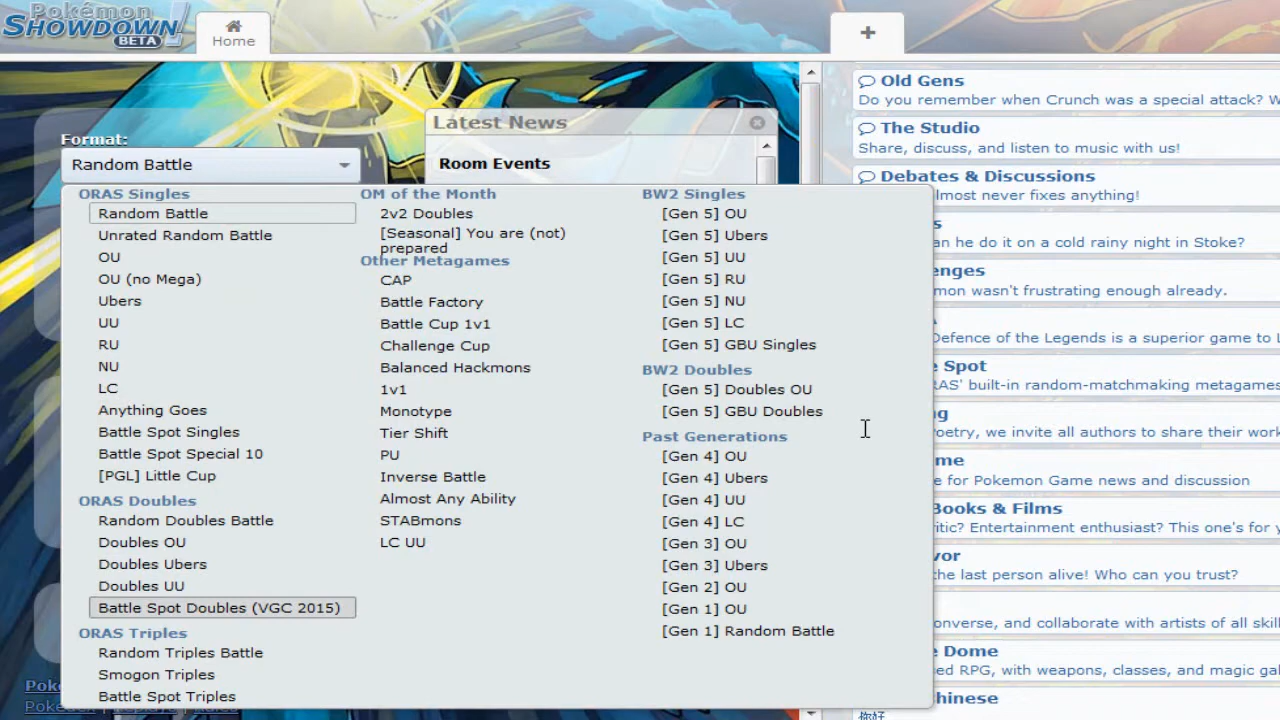 Pokémon
SHOWDOWN!
BETA
Home
+
Format:
Random Battle
Latest News
Room Events
ORAS Singles
Random Battle
Unrated Random Battle
OU
OU (no Mega)
Ubers
UU
RU
NU
LC
Anything Goes
Battle Spot Singles
Battle Spot Special 10
[PGL] Little Cup
ORAS Doubles
Random Doubles Battle
Doubles OU
Doubles Ubers
Doubles UU
Battle Spot Doubles (VGC 2015)
ORAS Triples
Random Triples Battle
Smogon Triples
Battle Spot Triples
OM of the Month
2v2 Doubles
[Seasonal] You are (not)
prepared
Other Metagames
CAP
Battle Factory
Battle Cup 1v1
Challenge Cup
Balanced Hackmons
1v1
Monotype
Tier Shift
PU
Inverse Battle
Almost Any Ability
STABmons
LC UU
BW2 Singles
[Gen 5] OU
[Gen 5] Ubers
[Gen 5] UU
[Gen 5] RU
[Gen 5] NU
[Gen 5] LC
[Gen 5] GBU Singles
BW2 Doubles
[Gen 5] Doubles OU
[Gen 5] GBU Doubles
Past Generations
[Gen 4] OU
[Gen 4] Ubers
[Gen 4] UU
[Gen 4] LC
[Gen 3] OU
[Gen 3] Ubers
[Gen 2] OU
[Gen 1] OU
[Gen 1] Random Battle
Old Gens
Do you remember when Crunch was a special attack? W
The Studio
Share, discuss, and listen to music with us!
Debates & Discussions
lmost never fixes anything!
s
an he do it on a cold rainy night in Stoke?
enges
mon wasn't frustrating enough already.
Defence of the Legends is a superior game to L
e Spot
RAS' built-in random-matchmaking metagames
ng
Poetry, we invite all authors to share their work
me
e for Pokemon Game news and discussion
Books & Films
ritic? Entertainment enthusiast? This one's for y
vor
the last person alive! Who can you trust?
onverse, and collaborate with artists of all skill
e Dome
ed RPG, with weapons, classes, and magic gal
hinese
你好
Pok